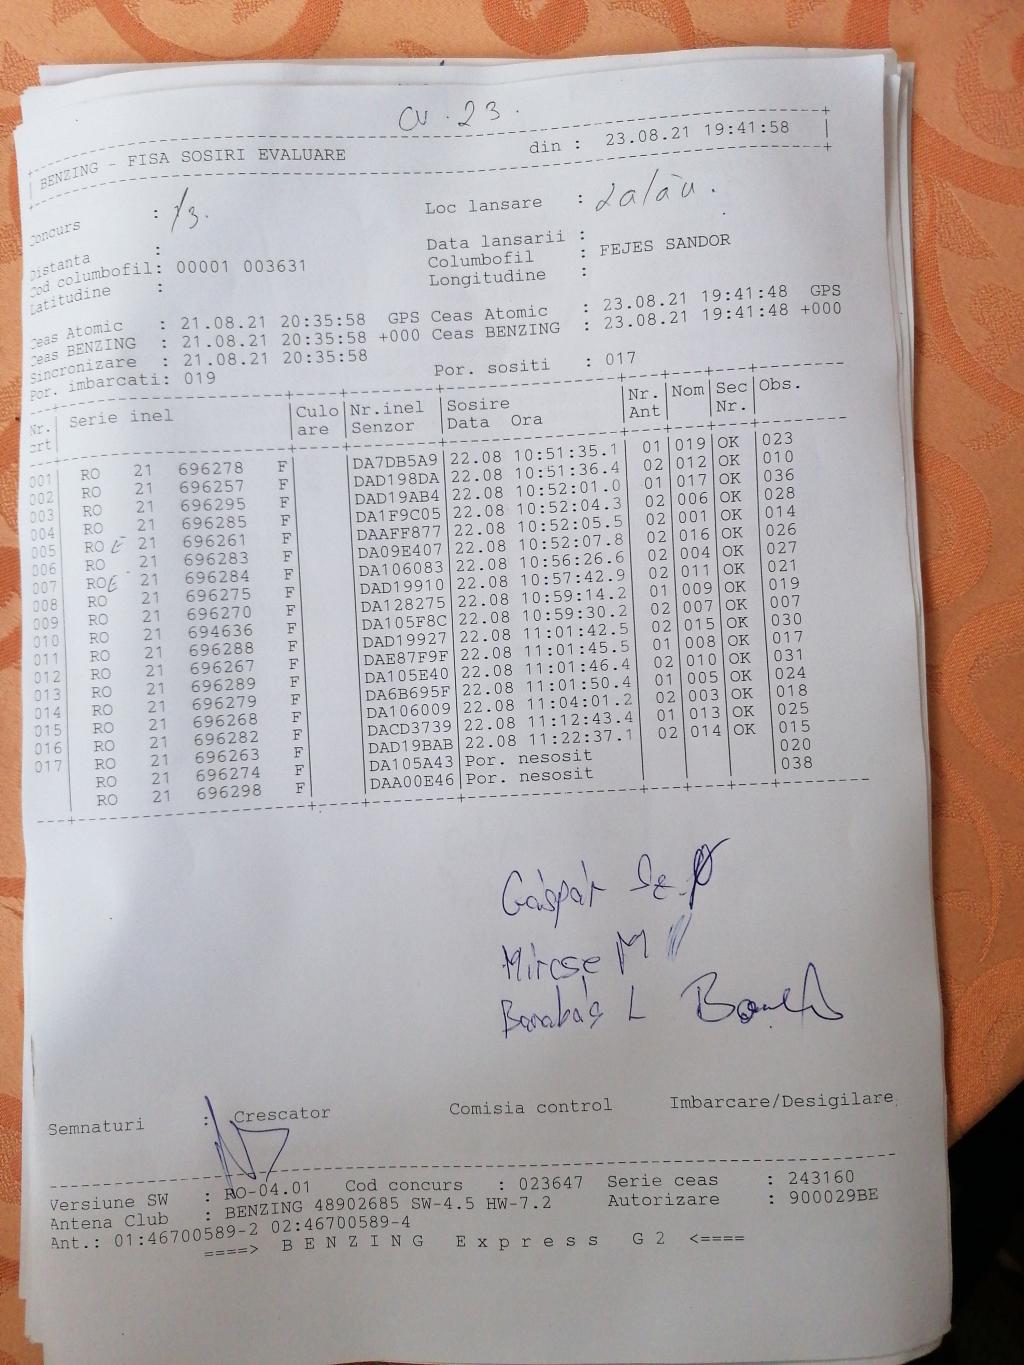 CV. 23.
BENZING - FISA SOSIRI EVALUARE din : 23.08.21 19:41:58
Concurs : 13. Loc lansare : Zalău.
Distanta : Data lansarii :
Cod columbofil: 00001 003631 Columbofil : FEJES SANDOR
Latitudine : Longitudine :
Ceas Atomic : 21.08.21 20:35:58 GPS Ceas Atomic : 23.08.21 19:41:48 GPS
Ceas BENZING : 21.08.21 20:35:58 +000 Ceas BENZING : 23.08.21 19:41:48 +000
Sincronizare : 21.08.21 20:35:58
Por. imbarcati: 019 Por. sositi : 017
Nr. Serie inel Culo Nr.inel Sosire Nr. Nom Sec Obs.
crt are Senzor Data Ora Ant Nr.
001 RO 21 696278 F DA7DB5A9 22.08 10:51:35.1 01 019 OK 023
002 RO 21 696257 F DAD198DA 22.08 10:51:36.4 02 012 OK 010
003 RO 21 696295 F DAD19AB4 22.08 10:52:01.0 01 017 OK 036
004 RO 21 696285 F DA1F9C05 22.08 10:52:04.3 02 006 OK 028
005 RO E 21 696261 F DAAFF877 22.08 10:52:05.5 02 001 OK 014
006 RO 21 696283 F DA09E407 22.08 10:52:07.8 02 016 OK 026
007 RO E 21 696284 F DA106083 22.08 10:56:26.6 02 004 OK 027
008 RO 21 696275 F DAD19910 22.08 10:57:42.9 02 011 OK 021
009 RO 21 696270 F DA128275 22.08 10:59:14.2 01 009 OK 019
010 RO 21 694636 F DA105F8C 22.08 10:59:30.2 02 007 OK 007
011 RO 21 696288 F DAD19927 22.08 11:01:42.5 02 015 OK 030
012 RO 21 696267 F DAE87F9F 22.08 11:01:45.5 01 008 OK 017
013 RO 21 696289 F DA105E40 22.08 11:01:46.4 02 010 OK 031
014 RO 21 696279 F DA6B695F 22.08 11:01:50.4 01 005 OK 024
015 RO 21 696268 F DA106009 22.08 11:04:01.2 02 003 OK 018
016 RO 21 696282 F DACD3739 22.08 11:12:43.4 01 013 OK 025
017 RO 21 696263 F DAD19BAB 22.08 11:22:37.1 02 014 OK 015
RO 21 696274 F DA105A43 Por. nesosit 020
RO 21 696298 F DAA00E46 Por. nesosit 038
Gáspár Sz.
Mircse M
Barabás L
Semnaturi : Crescator Comisia control Imbarcare/Desigilare
Versiune SW : RO-04.01 Cod concurs : 023647 Serie ceas : 243160
Antena Club : BENZING 48902685 SW-4.5 HW-7.2 Autorizare : 900029BE
Ant.: 01:46700589-2 02:46700589-4
====> BENZING Express G2 <====